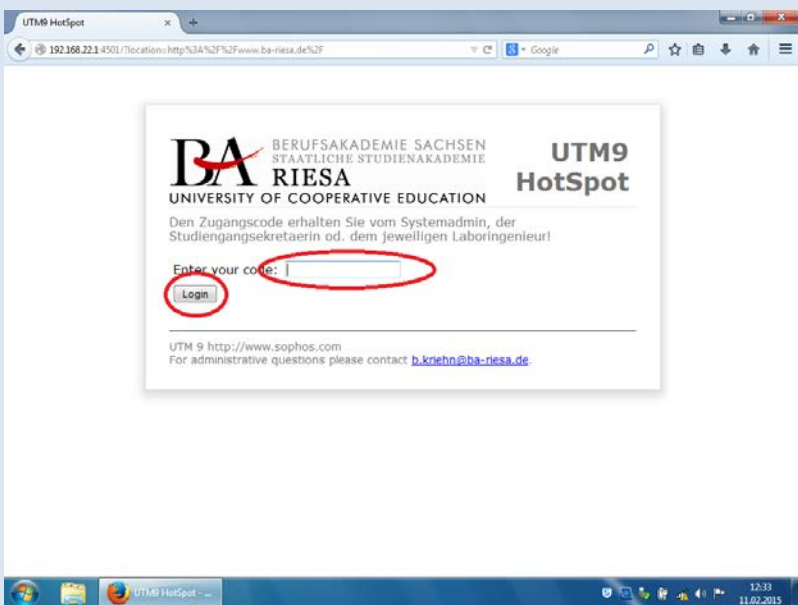 UTM9 HotSpot
192.168.22.1:4501/?location=http%3A%2F%2Fwww.ba-riesa.de%2F
Google
BA
BERUFSAKADEMIE SACHSEN
STAATLICHE STUDIENAKADEMIE
RIESA
UNIVERSITY OF COOPERATIVE EDUCATION
UTM9
HotSpot
Den Zugangscode erhalten Sie vom Systemadmin, der
Studiengangsekretaerin od. dem jeweiligen Laboringenieur!
Enter your code:
Login
UTM 9 http://www.sophos.com
For administrative questions please contact b.kriehn@ba-riesa.de.
UTM9 HotSpot - ...
12:33
11.02.2015